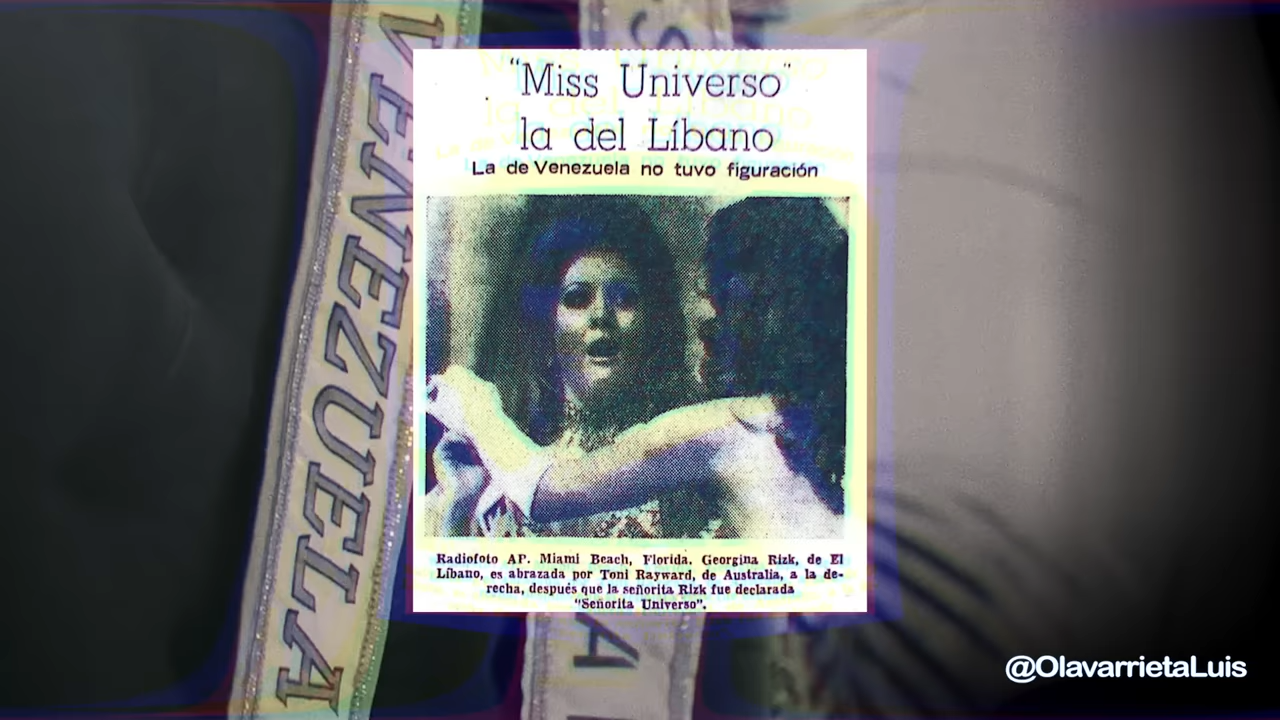 VENEZUELA
"Miss Universo"
la del Líbano
La de Venezuela no tuvo figuración
Radiofoto AP. Miami Beach, Florida. Georgina Rizk, de El
Líbano, es abrazada por Toni Rayward, de Australia, a la de-
recha, después que la señorita Rizk fue declarada
"Señorita Universo".
@OlavarrietaLuis